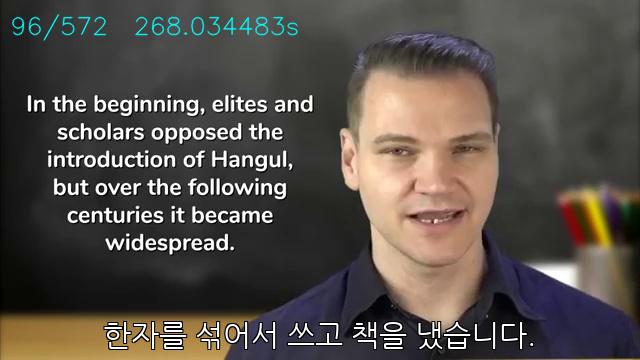 96/572 268.034483s
In the beginning, elites and
scholars opposed the
introduction of Hangul,
but over the following
centuries it became
widespread.
한자를 섞어서 쓰고 책을 냈습니다.